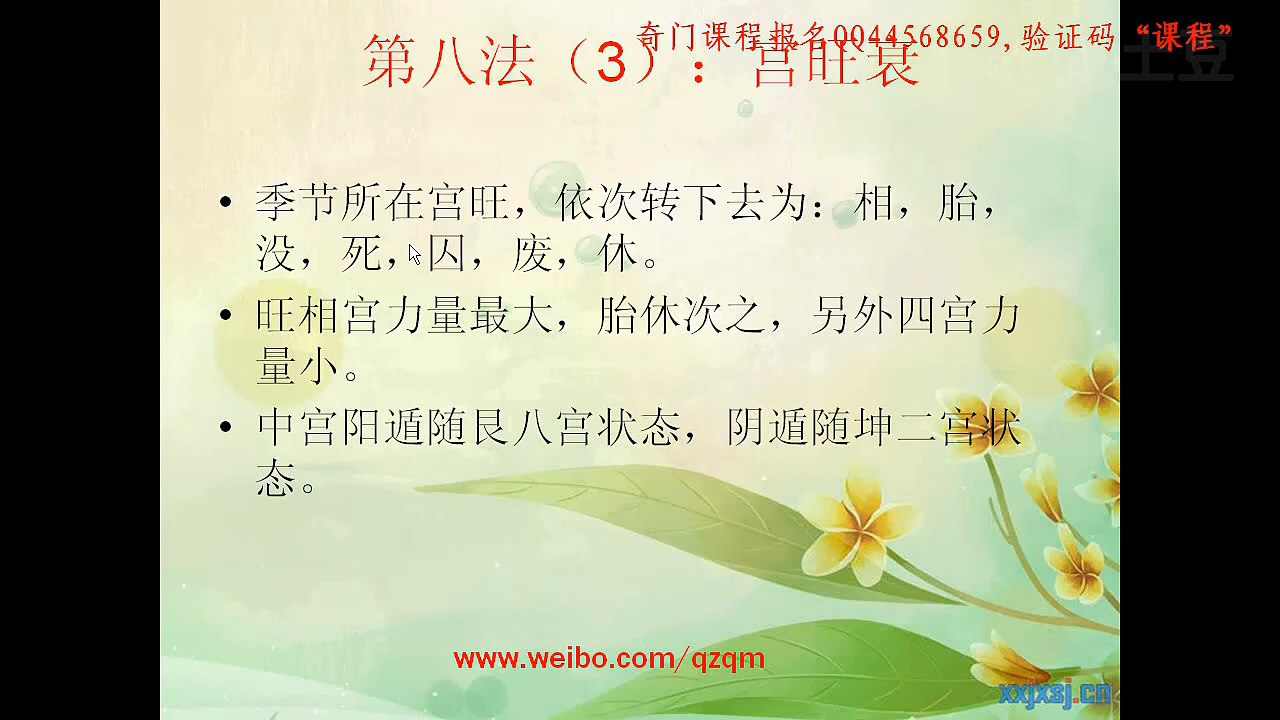 奇门课程报名0044568659,验证码“课程”
第八法（3）：宫旺衰
土豆
• 季节所在宫旺，依次转下去为：相，胎，
没，死，囚，废，休。
• 旺相宫力量最大，胎休次之，另外四宫力
量小。
• 中宫阳遁随艮八宫状态，阴遁随坤二宫状
态。
www.weibo.com/qzqm
xxjxsj.cn